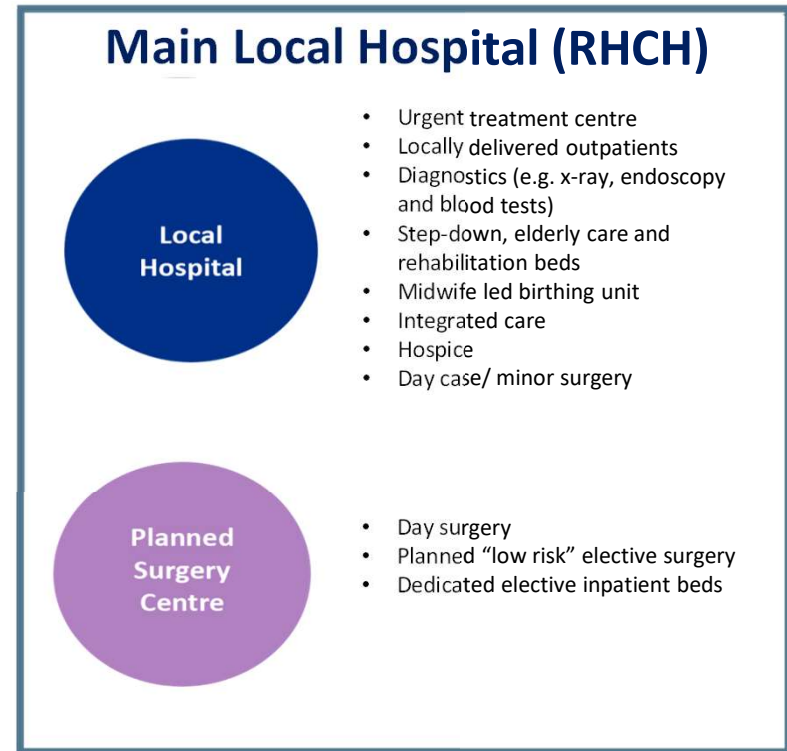 Main Local Hospital (RHCH)
Local
Hospital
• Urgent treatment centre
• Locally delivered outpatients
• Diagnostics (e.g. x-ray, endoscopy
and blood tests)
• Step-down, elderly care and
rehabilitation beds
• Midwife led birthing unit
• Integrated care
• Hospice
• Day case/ minor surgery
Planned
Surgery
Centre
• Day surgery
• Planned “low risk” elective surgery
• Dedicated elective inpatient beds